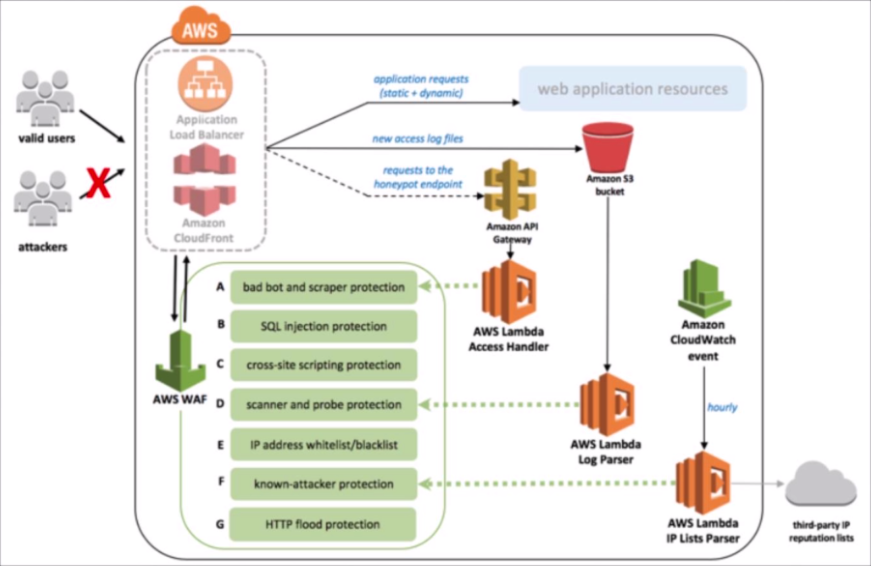 AWS
valid users
attackers
Application
Load Balancer
Amazon
CloudFront
application requests
(static + dynamic)
web application resources
new access log files
Amazon S3
bucket
requests to the
honeypot endpoint
Amazon API
Gateway
AWS Lambda
Access Handler
Amazon
CloudWatch
event
hourly
AWS WAF
A bad bot and scraper protection
B SQL injection protection
C cross-site scripting protection
D scanner and probe protection
E IP address whitelist/blacklist
F known-attacker protection
G HTTP flood protection
AWS Lambda
Log Parser
AWS Lambda
IP Lists Parser
third-party IP
reputation lists